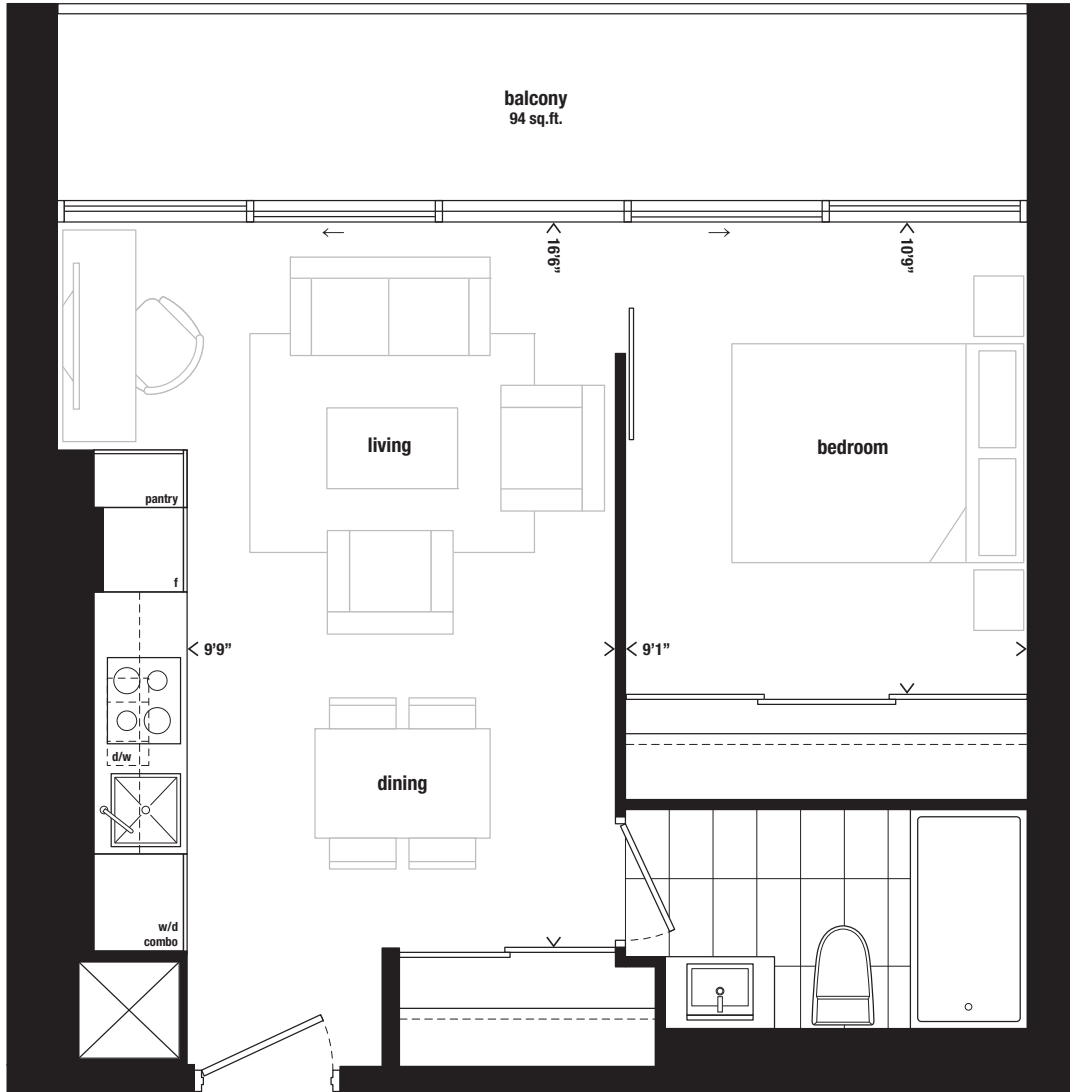 balcony
94 sq.ft.
16'6"
10'9"
living
bedroom
pantry
f
9'9"
9'1"
d/w
dining
w/d
combo